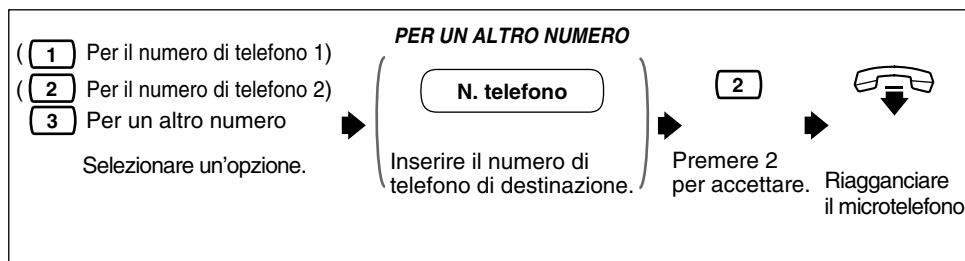 ( 1 Per il numero di telefono 1)
( 2 Per il numero di telefono 2)
3 Per un altro numero
Selezionare un'opzione.
PER UN ALTRO NUMERO
N. telefono
Inserire il numero di
telefono di destinazione.
2
Premere 2
per accettare.
Riagganciare
il microtelefono